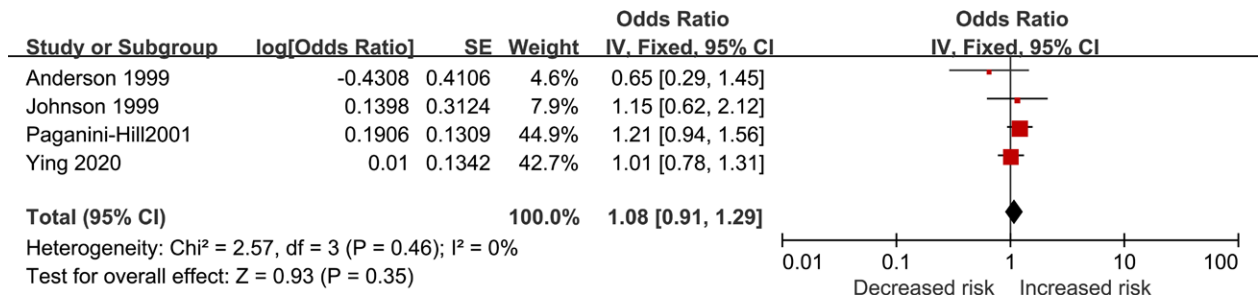 Odds Ratio Odds Ratio
Study or Subgroup log[Odds Ratio] SE Weight IV, Fixed, 95% CI IV, Fixed, 95% CI
Anderson 1999 -0.4308 0.4106 4.6% 0.65 [0.29, 1.45]
Johnson 1999 0.1398 0.3124 7.9% 1.15 [0.62, 2.12]
Paganini-Hill2001 0.1906 0.1309 44.9% 1.21 [0.94, 1.56]
Ying 2020 0.01 0.1342 42.7% 1.01 [0.78, 1.31]
Total (95% CI) 100.0% 1.08 [0.91, 1.29]
Heterogeneity: Chi² = 2.57, df = 3 (P = 0.46); I² = 0%
Test for overall effect: Z = 0.93 (P = 0.35)
0.01 0.1 1 10 100
Decreased risk Increased risk